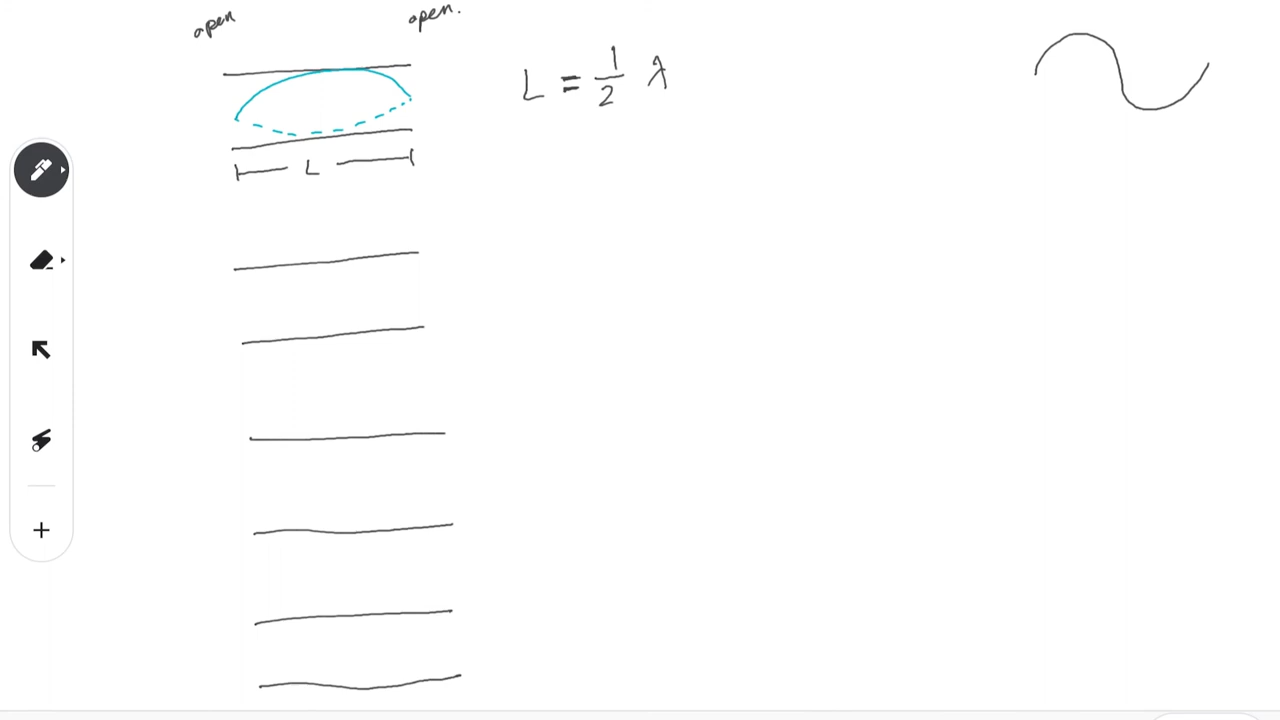 open
open.
L = 1/2 λ
L